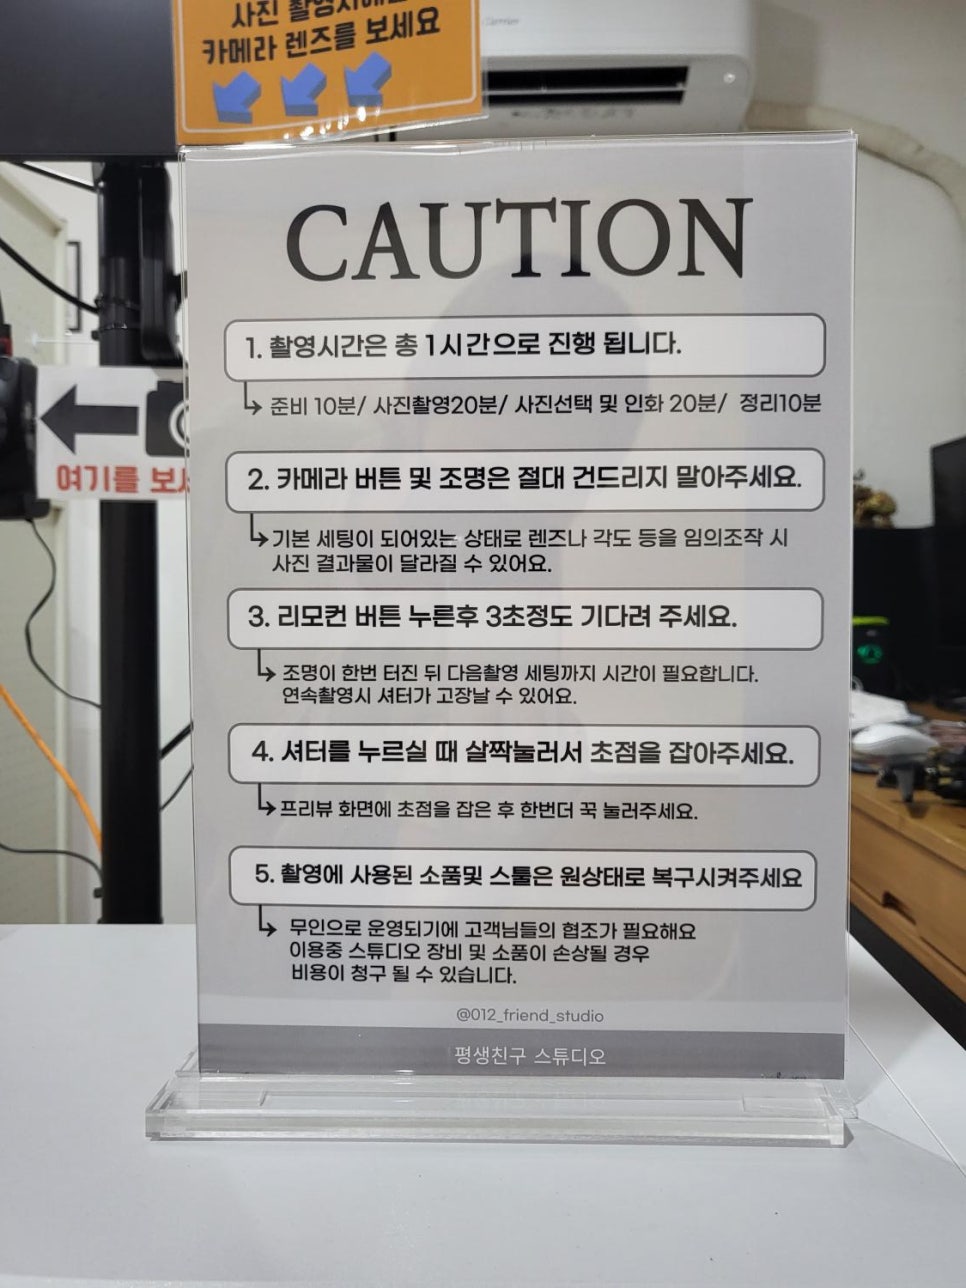 사진
카메라 렌즈를 보세요
Carrier
CAUTION
1. 촬영시간은 총 1시간으로 진행 됩니다.
준비 10분/ 사진촬영20분/ 사진선택 및 인화 20분/ 정리10분
여기를
2. 카메라 버튼 및 조명은 절대 건드리지 말아주세요.
기본 세팅이 되어있는 상태로 렌즈나 각도 등을 임의조작 시
사진 결과물이 달라질 수 있어요.
3. 리모컨 버튼 누른후 3초정도 기다려 주세요.
조명이 한번 터진 뒤 다음촬영 세팅까지 시간이 필요합니다.
연속촬영시 셔터가 고장날 수 있어요.
4. 셔터를 누르실 때 살짝눌러서 초점을 잡아주세요.
프리뷰 화면에 초점을 잡은 후 한번더 꾹 눌러주세요.
5. 촬영에 사용된 소품및 스툴은 원상태로 복구시켜주세요
무인으로 운영되기에 고객님들의 협조가 필요해요
이용중 스튜디오 장비 및 소품이 손상될 경우
비용이 청구 될 수 있습니다.
@012_friend_studio
평생친구 스튜디오